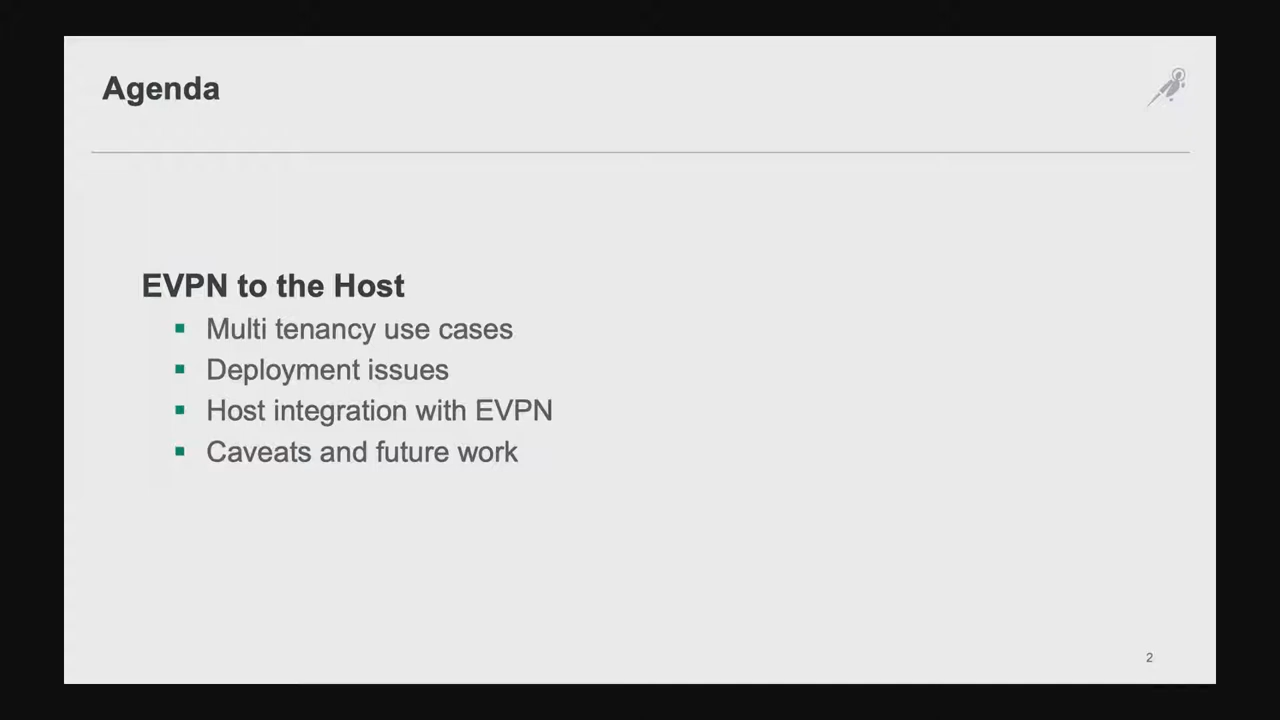 Agenda
EVPN to the Host
Multi tenancy use cases
Deployment issues
Host integration with EVPN
Caveats and future work
2